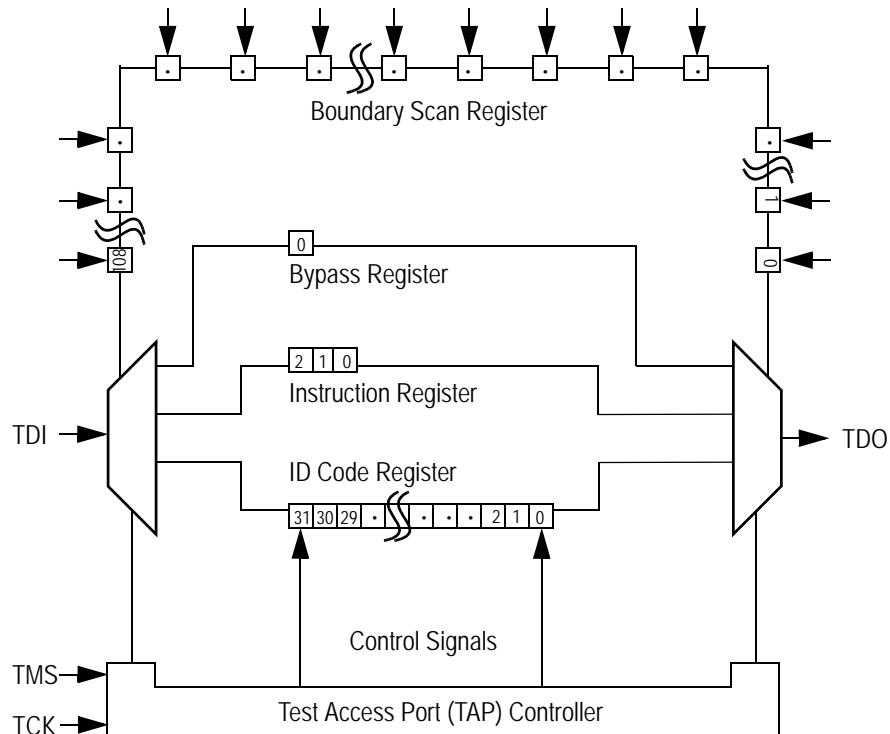 · · · · · · · ·
Boundary Scan Register
· ·
· 1
108 0
0
Bypass Register
2 1 0
Instruction Register
TDI TDO
ID Code Register
31 30 29 · · · · 2 1 0
Control Signals
TMS
Test Access Port (TAP) Controller
TCK